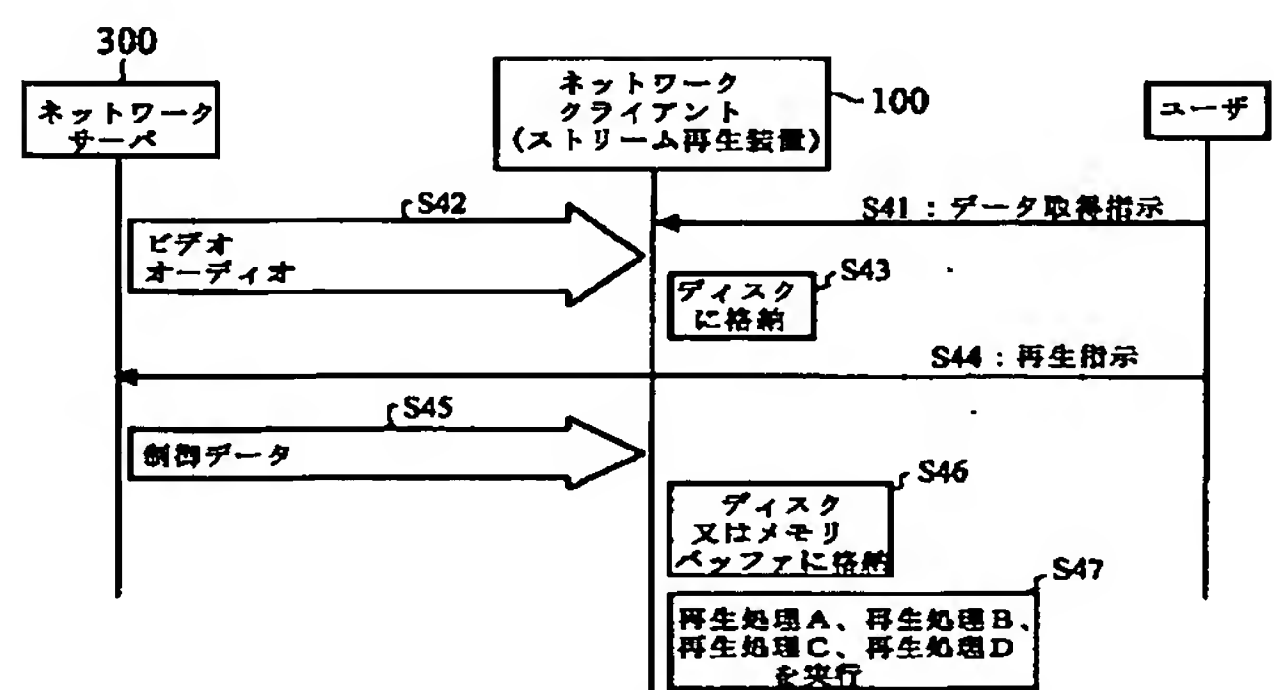 300
ネットワーク
サーバ
ネットワーク
クライアント
(ストリーム再生装置)
100
ユーザ
S42
ビデオ
オーディオ
S41:データ取得指示
S43
ディスク
に格納
S44:再生指示
S45
制御データ
S46
ディスク
又はメモリ
バッファに格納
S47
再生処理A、再生処理B、
再生処理C、再生処理D
を実行